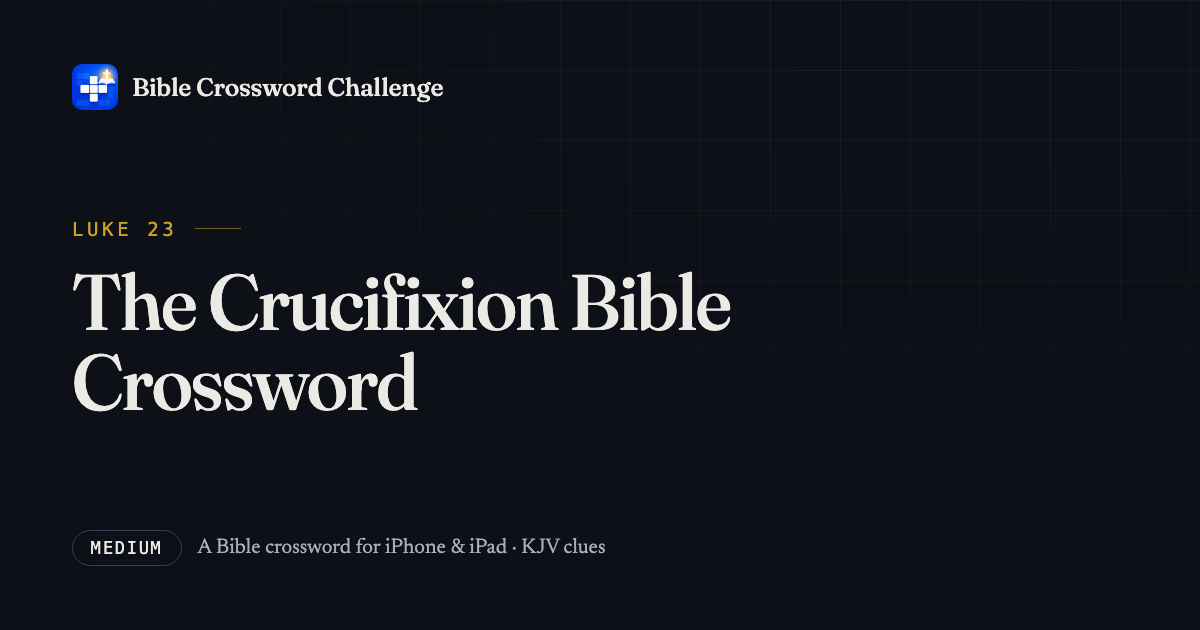 Bible Crossword Challenge
LUKE 23
The Crucifixion Bible
Crossword
MEDIUM
A Bible crossword for iPhone & iPad · KJV clues